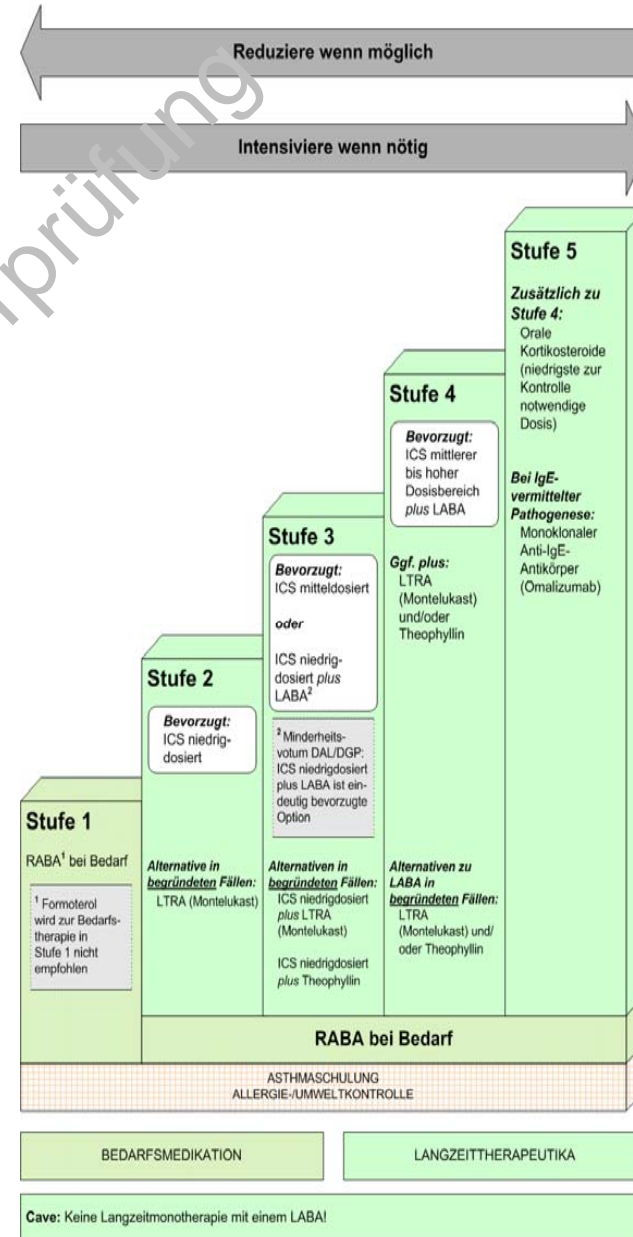 Reduziere wenn möglich
Intensiviere wenn nötig
rprüfung
Stufe 5
Zusätzlich zu
Stufe 4:
Orale
Kortikosteroide
(niedrigste zur
Kontrolle
notwendige
Dosis)
Bei IgE-
vermittelter
Pathogenese:
Monoklonaler
Anti-IgE-
Antikörper
(Omalizumab)
Stufe 4
Bevorzugt:
ICS mittlerer
bis hoher
Dosisbereich
plus LABA
Ggf. plus:
LTRA
(Montelukast)
und/oder
Theophyllin
Alternativen zu
LABA in
begründeten Fällen:
LTRA
(Montelukast) und/
oder Theophyllin
Stufe 3
Bevorzugt:
ICS mitteldosiert
oder
ICS niedrig-
dosiert plus
LABA²
² Minderheits-
votum DAL/DGP:
ICS niedrigdosiert
plus LABA ist ein-
deutig bevorzugte
Option
Alternativen in
begründeten Fällen:
ICS niedrigdosiert
plus LTRA
(Montelukast)
ICS niedrigdosiert
plus Theophyllin
Stufe 2
Bevorzugt:
ICS niedrig-
dosiert
Alternative in
begründeten Fällen:
LTRA (Montelukast)
Stufe 1
RABA¹ bei Bedarf
¹ Formoterol
wird zur Bedarfs-
therapie in
Stufe 1 nicht
empfohlen
RABA bei Bedarf
ASTHMASCHULUNG
ALLERGIE-/UMWELTKONTROLLE
BEDARFSMEDIKATION
LANGZEITTHERAPEUTIKA
Cave: Keine Langzeitmonotherapie mit einem LABA!